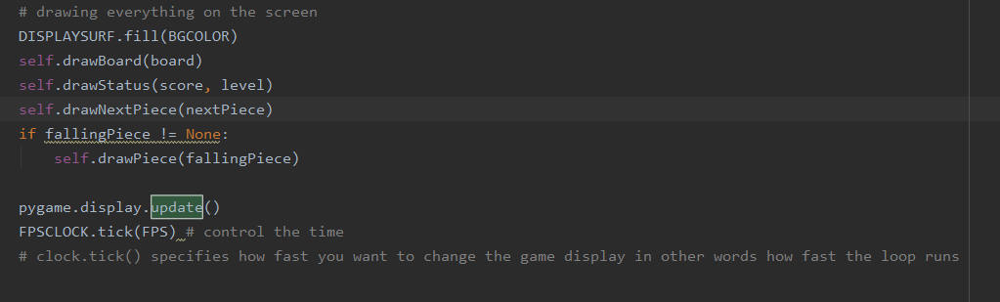 # drawing everything on the screen
DISPLAYSURF.fill(BGCOLOR)
self.drawBoard(board)
self.drawStatus(score, level)
self.drawNextPiece(nextPiece)
if fallingPiece != None:
    self.drawPiece(fallingPiece)
pygame.display.update()
FPSCLOCK.tick(FPS) # control the time
# clock.tick() specifies how fast you want to change the game display in other words how fast the loop runs